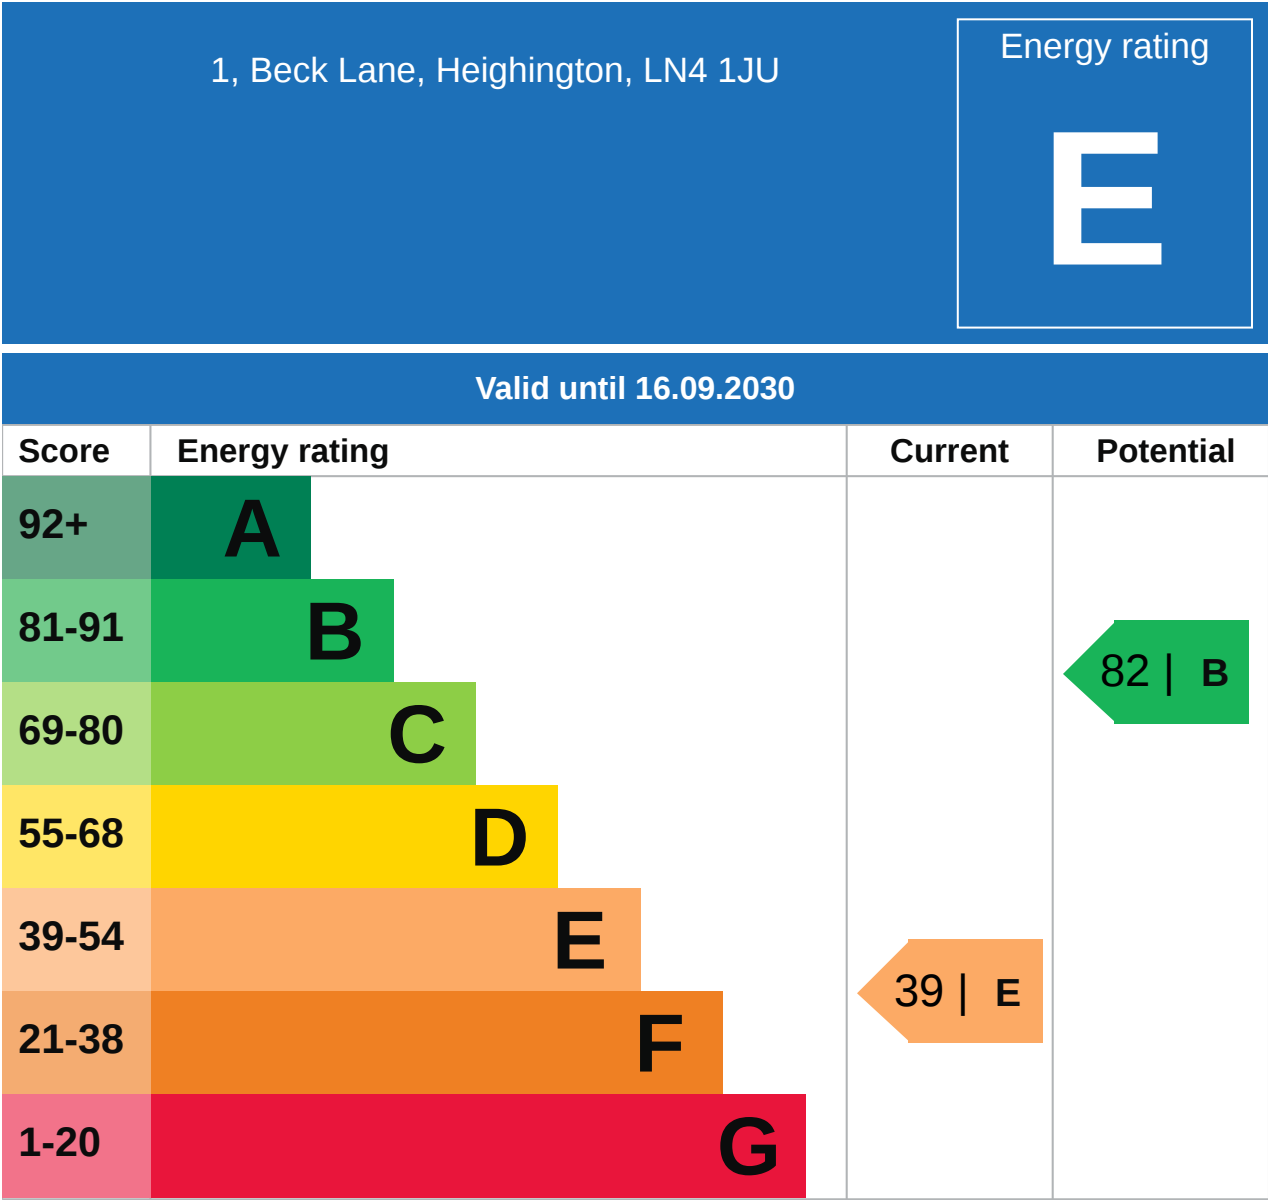 1, Beck Lane, Heighington, LN4 1JU
Energy rating
E
Valid until 16.09.2030
Score Energy rating Current Potential
92+ A
81-91 B
82 | B
69-80 C
55-68 D
39-54 E
39 | E
21-38 F
1-20 G